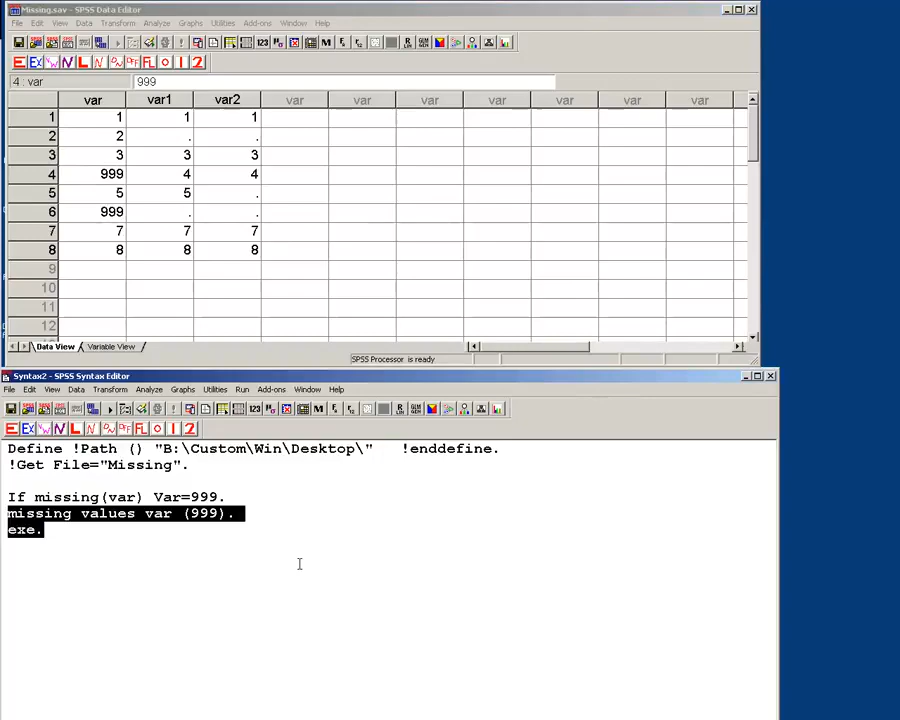 Missing.sav - SPSS Data Editor
File Edit View Data Transform Analyze Graphs Utilities Add-ons Window Help
4 : var 999
var var1 var2 var var var var var var var
1 1 1 1
2 2 . .
3 3 3 3
4 999 4 4
5 5 5 .
6 999 . .
7 7 7 7
8 8 8 8
9
10
11
12
Data View Variable View
SPSS Processor is ready
Syntax2 - SPSS Syntax Editor
File Edit View Data Transform Analyze Graphs Utilities Run Add-ons Window Help
Define !Path () "B:\Custom\Win\Desktop\" !enddefine.
!Get File="Missing".
If missing(var) Var=999.
missing values var (999).
exe.